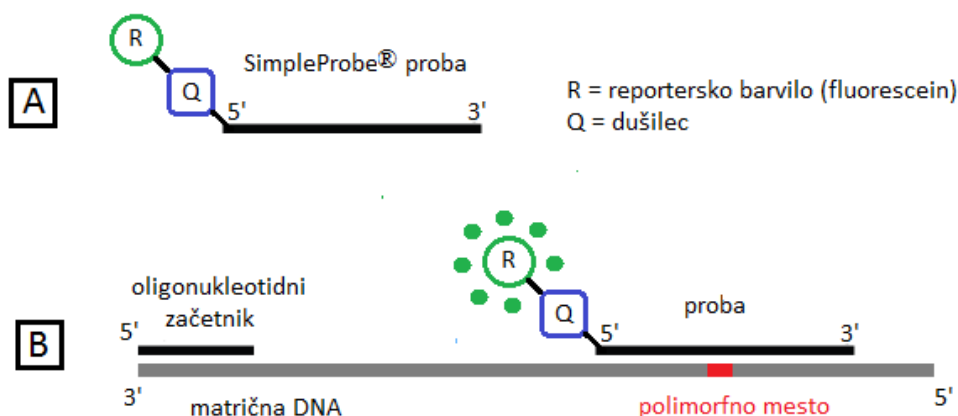 R
SimpleProbe® proba
A
Q
5'
3'
R = reportersko barvilo (fluorescein)
Q = dušilec
R
oligonukleotidni
začetnik
Q
proba
5'
5'
3'
B
3'
matrična DNA
polimorfno mesto
5'